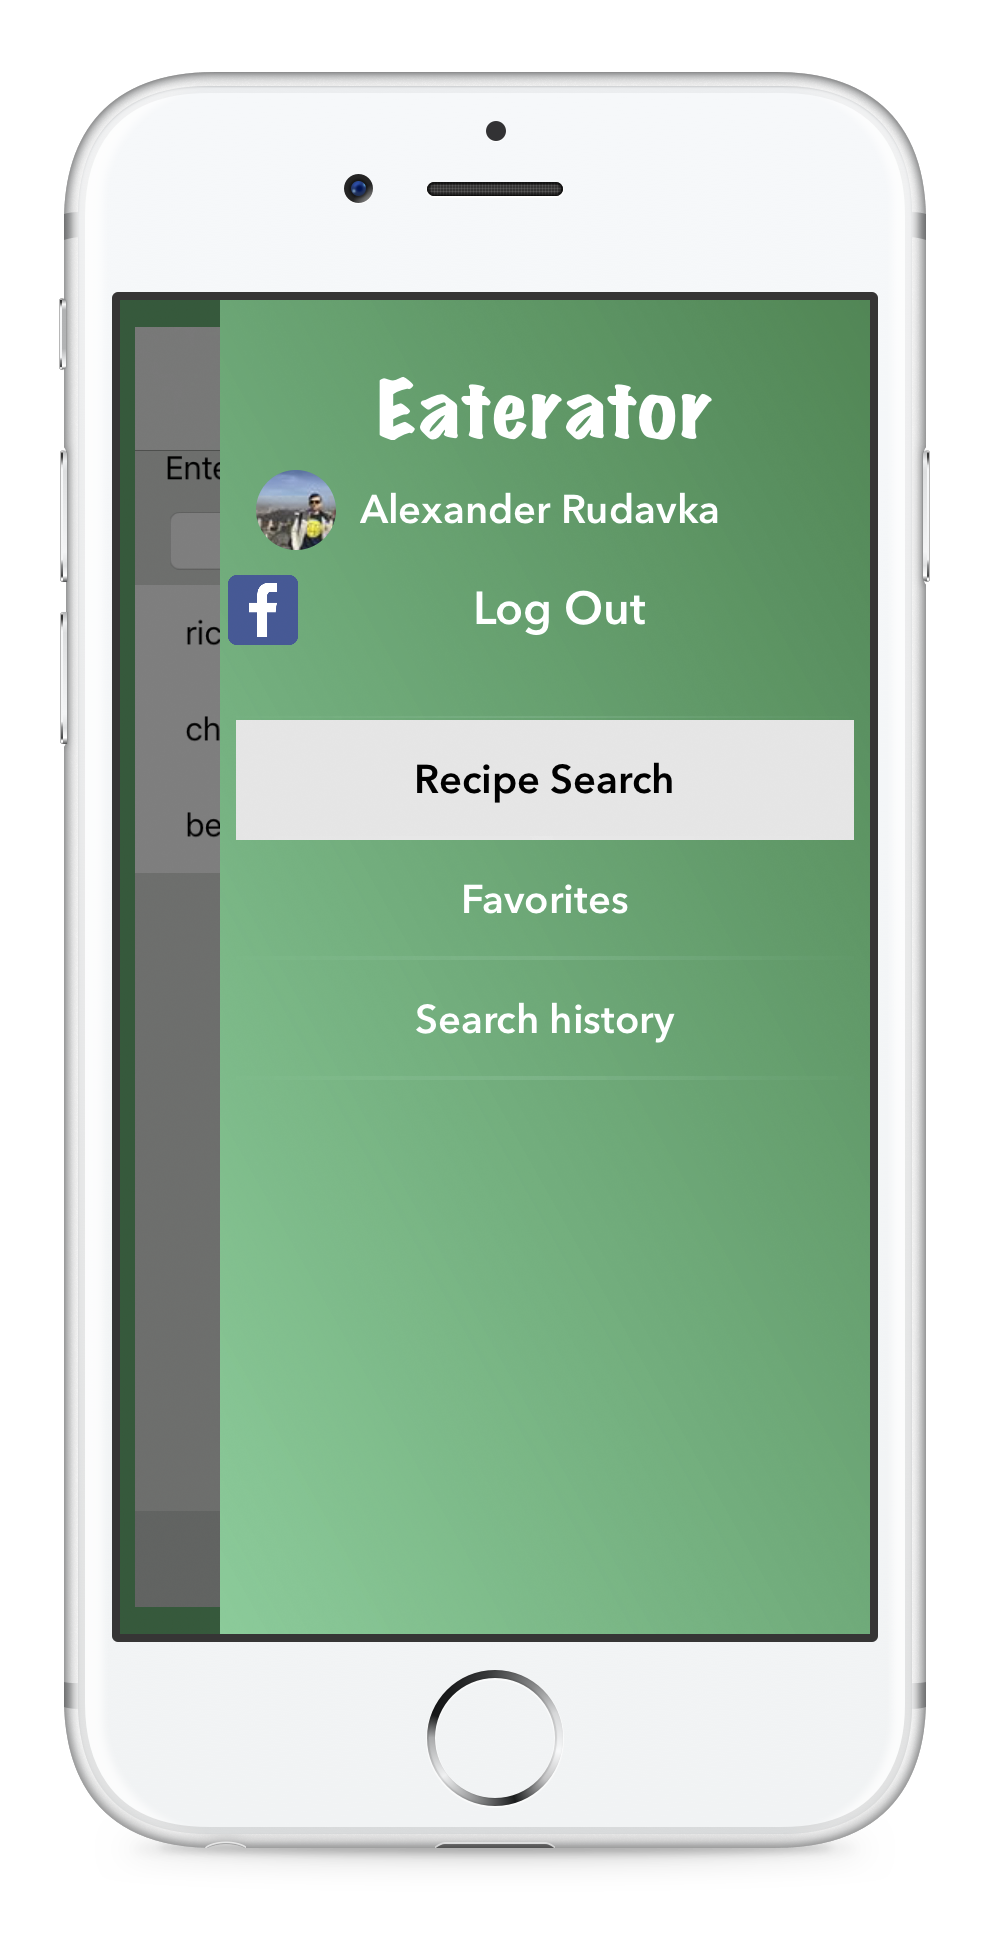 Eaterator
Alexander Rudavka
f
Log Out
Recipe Search
Favorites
Search history
Ente
ric
ch
be